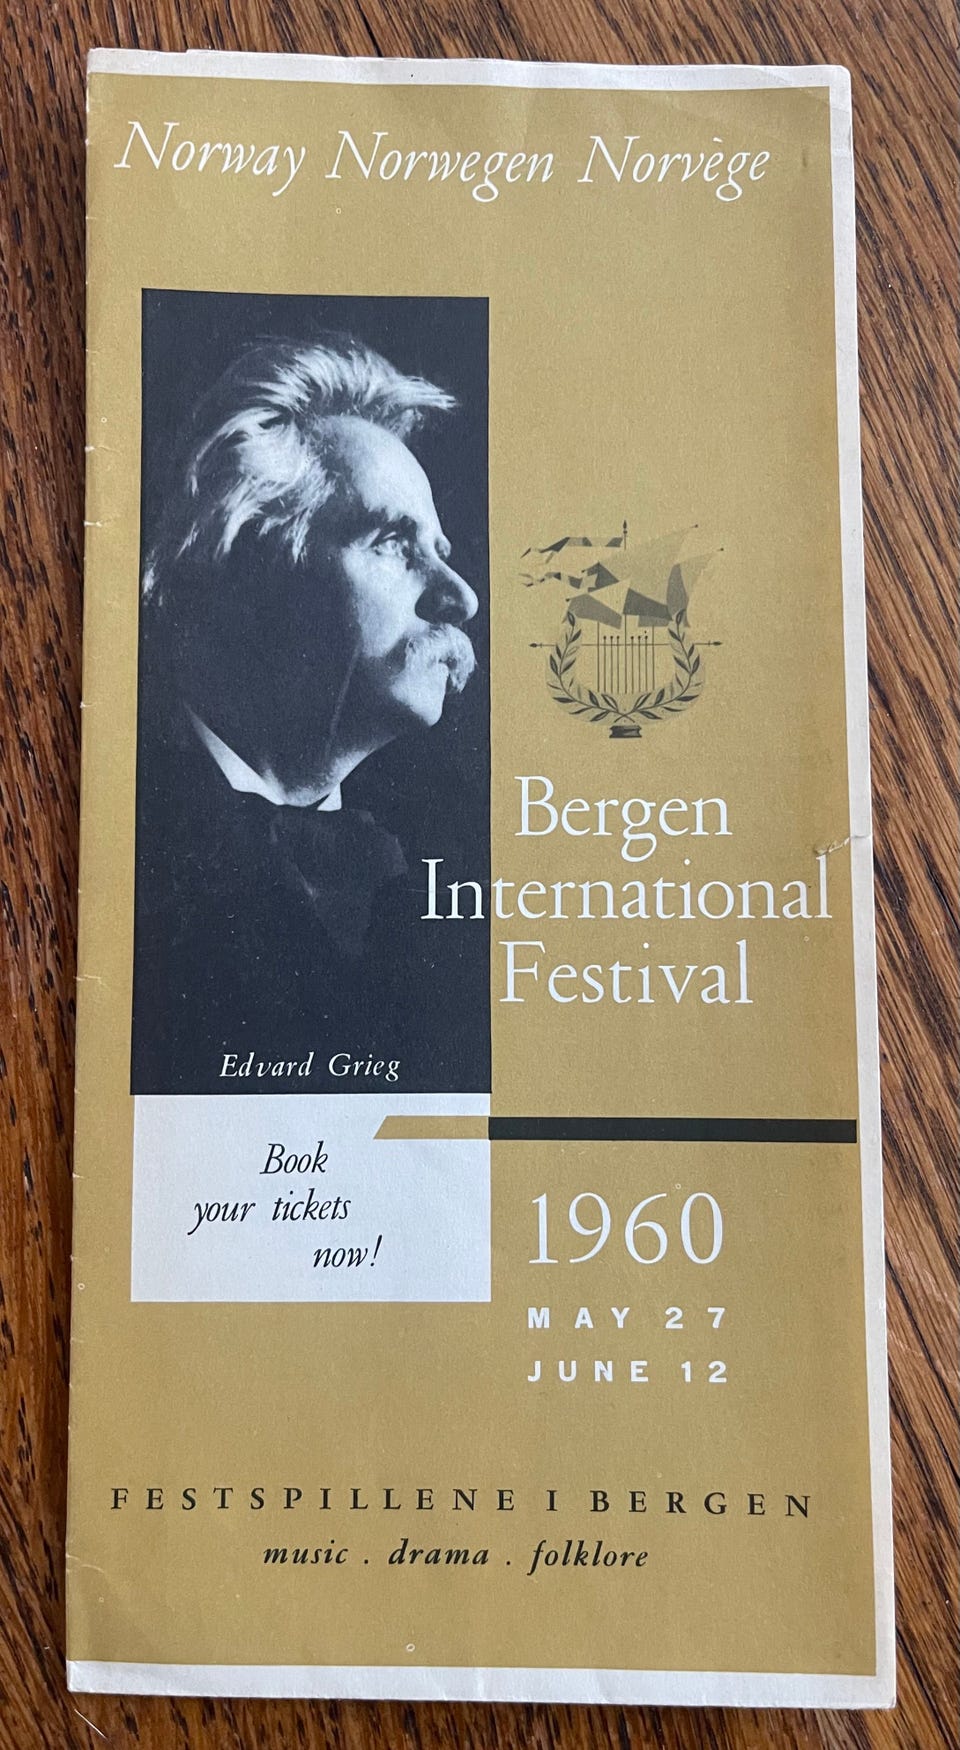 Norway Norwegen Norvège
Edvard Grieg
Book
your tickets
now!
Bergen
International
Festival
1960
MAY 27
JUNE 12
FESTSPILLENE I BERGEN
music . drama . folklore